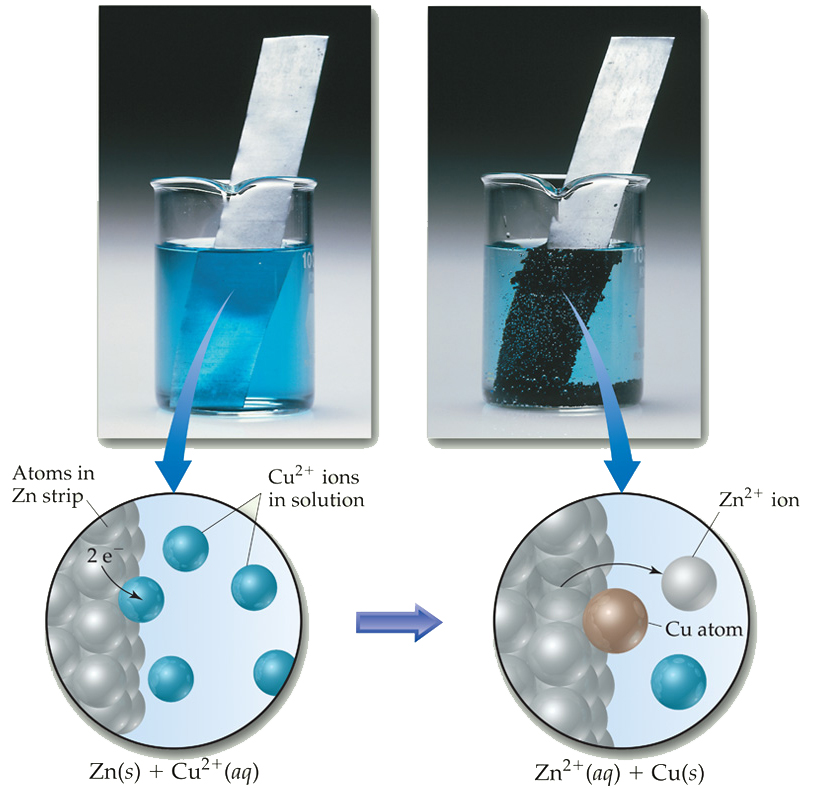 Atoms in
Zn strip
Cu²⁺ ions
in solution
2 e⁻
Zn²⁺ ion
Cu atom
Zn(s) + Cu²⁺(aq)
Zn²⁺(aq) + Cu(s)